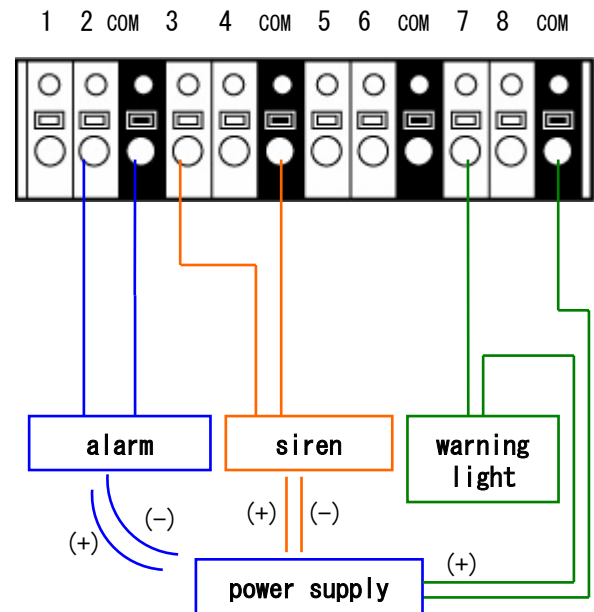 1 2 COM 3 4 COM 5 6 COM 7 8 COM
alarm
siren
warning
light
(+)
(−)
(+)
(−)
(+)
power supply